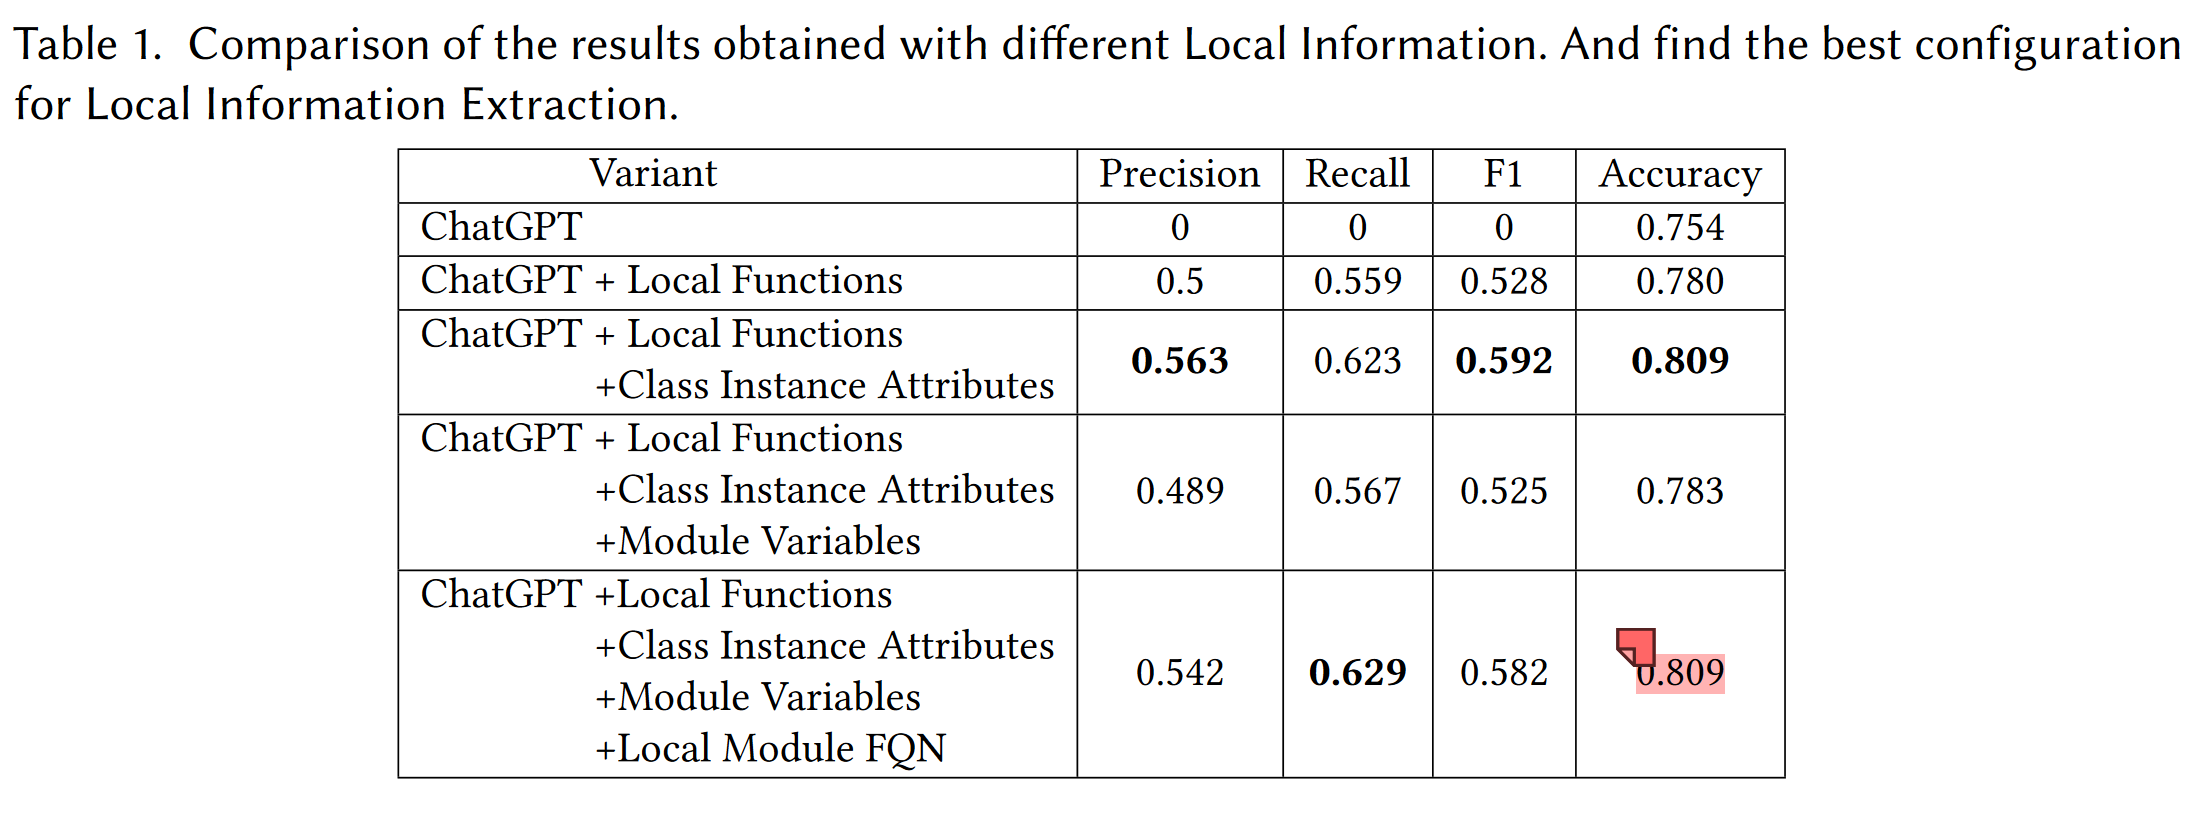 Table 1. Comparison of the results obtained with different Local Information. And find the best configuration
for Local Information Extraction.
Variant Precision Recall F1 Accuracy
ChatGPT 0 0 0 0.754
ChatGPT + Local Functions 0.5 0.559 0.528 0.780
ChatGPT + Local Functions
+Class Instance Attributes
0.563 0.623 0.592 0.809
ChatGPT + Local Functions
+Class Instance Attributes
+Module Variables
0.489 0.567 0.525 0.783
ChatGPT +Local Functions
+Class Instance Attributes
+Module Variables
+Local Module FQN
0.542 0.629 0.582 0.809